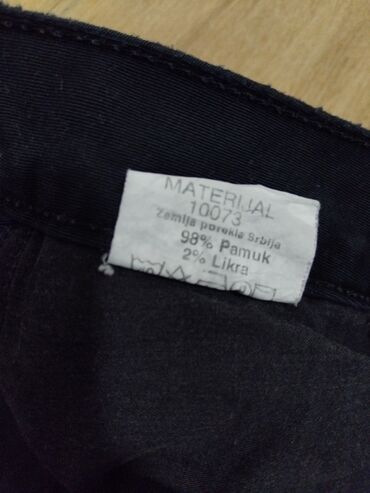 MATERIJAL
10073
Zemlja porekla Srbija
98% Pamuk
2% Likra